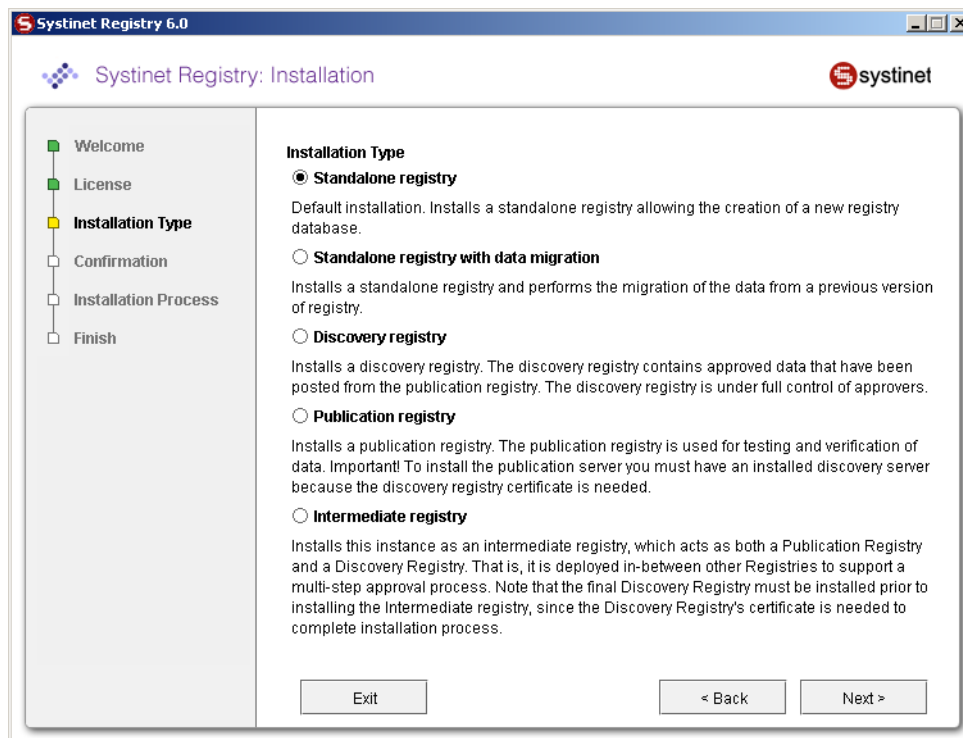 Systinet Registry 6.0
Systinet Registry: Installation
systinet
Welcome
License
Installation Type
Confirmation
Installation Process
Finish
Installation Type
Standalone registry
Default installation. Installs a standalone registry allowing the creation of a new registry
database.
Standalone registry with data migration
Installs a standalone registry and performs the migration of the data from a previous version
of registry.
Discovery registry
Installs a discovery registry. The discovery registry contains approved data that have been
posted from the publication registry. The discovery registry is under full control of approvers.
Publication registry
Installs a publication registry. The publication registry is used for testing and verification of
data. Important! To install the publication server you must have an installed discovery server
because the discovery registry certificate is needed.
Intermediate registry
Installs this instance as an intermediate registry, which acts as both a Publication Registry
and a Discovery Registry. That is, it is deployed in-between other Registries to support a
multi-step approval process. Note that the final Discovery Registry must be installed prior to
installing the Intermediate registry, since the Discovery Registry's certificate is needed to
complete installation process.
Exit
< Back
Next >